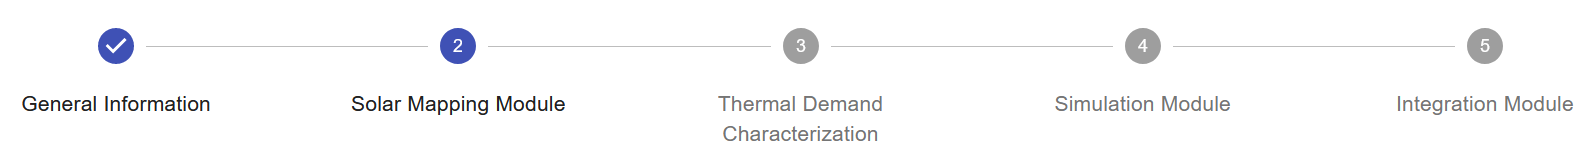 2
3
4
5
General Information
Solar Mapping Module
Thermal Demand
Characterization
Simulation Module
Integration Module